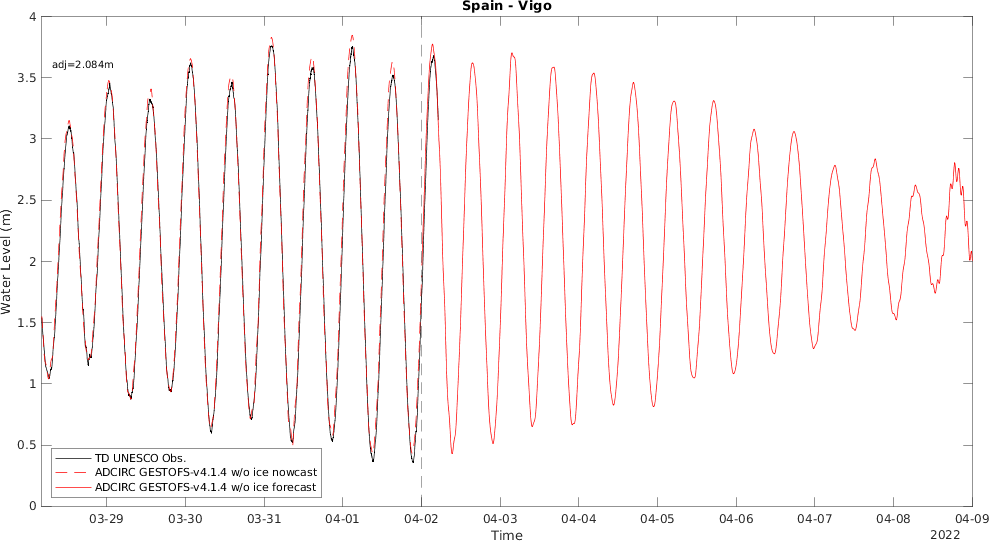 Spain - Vigo
adj=2.084m
4
3.5
3
2.5
2
1.5
1
0.5
0
Water Level (m)
TD UNESCO Obs.
ADCIRC GESTOFS-v4.1.4 w/o ice nowcast
ADCIRC GESTOFS-v4.1.4 w/o ice forecast
03-29 03-30 03-31 04-01 04-02 04-03 04-04 04-05 04-06 04-07 04-08 04-09
Time
2022